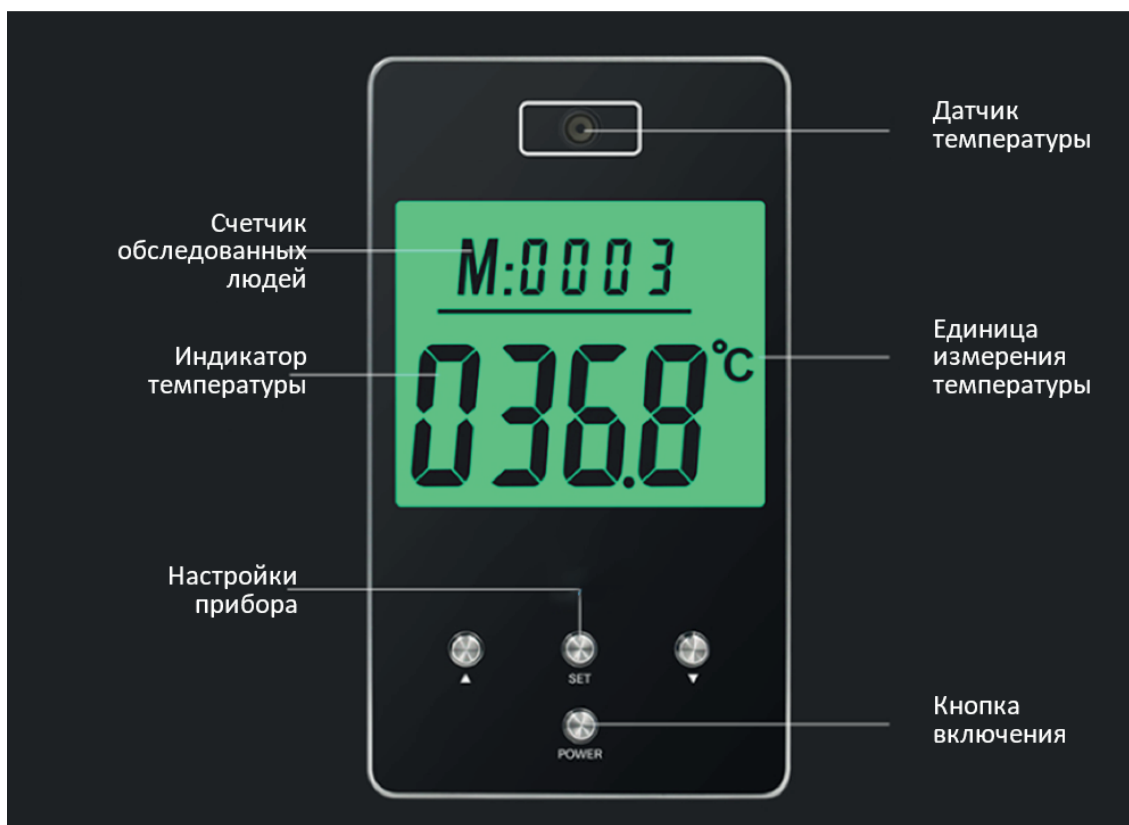 Датчик
температуры
Счетчик
обследованных
людей
M:0003
Единица
измерения
температуры
Индикатор
температуры
036.8°C
Настройки
прибора
▲
SET
▼
POWER
Кнопка
включения